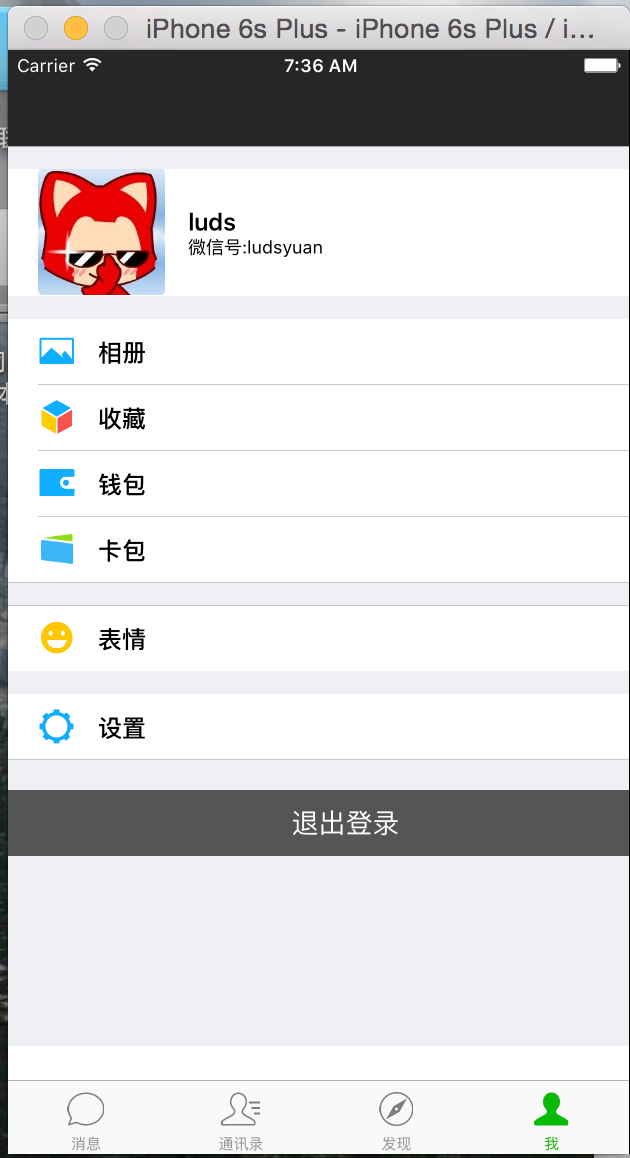 iPhone 6s Plus - iPhone 6s Plus / i...
Carrier 7:36 AM
luds
微信号:ludsyuan
相册
收藏
钱包
卡包
表情
设置
退出登录
消息 通讯录 发现 我